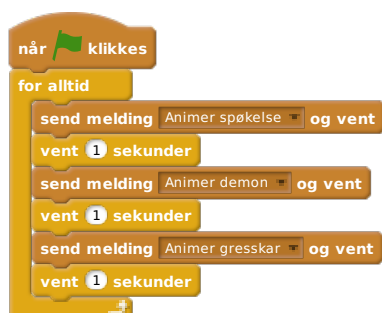 når klikkes
for alltid
send melding Animer spøkelse og vent
vent 1 sekunder
send melding Animer demon og vent
vent 1 sekunder
send melding Animer gresskar og vent
vent 1 sekunder